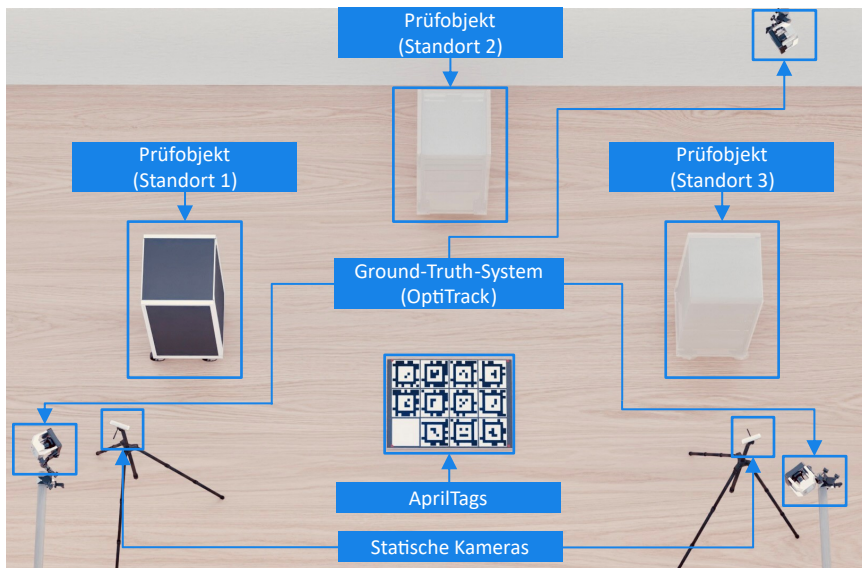 Prüfobjekt
(Standort 2)
Prüfobjekt
(Standort 1)
Prüfobjekt
(Standort 3)
Ground-Truth-System
(OptiTrack)
AprilTags
Statische Kameras